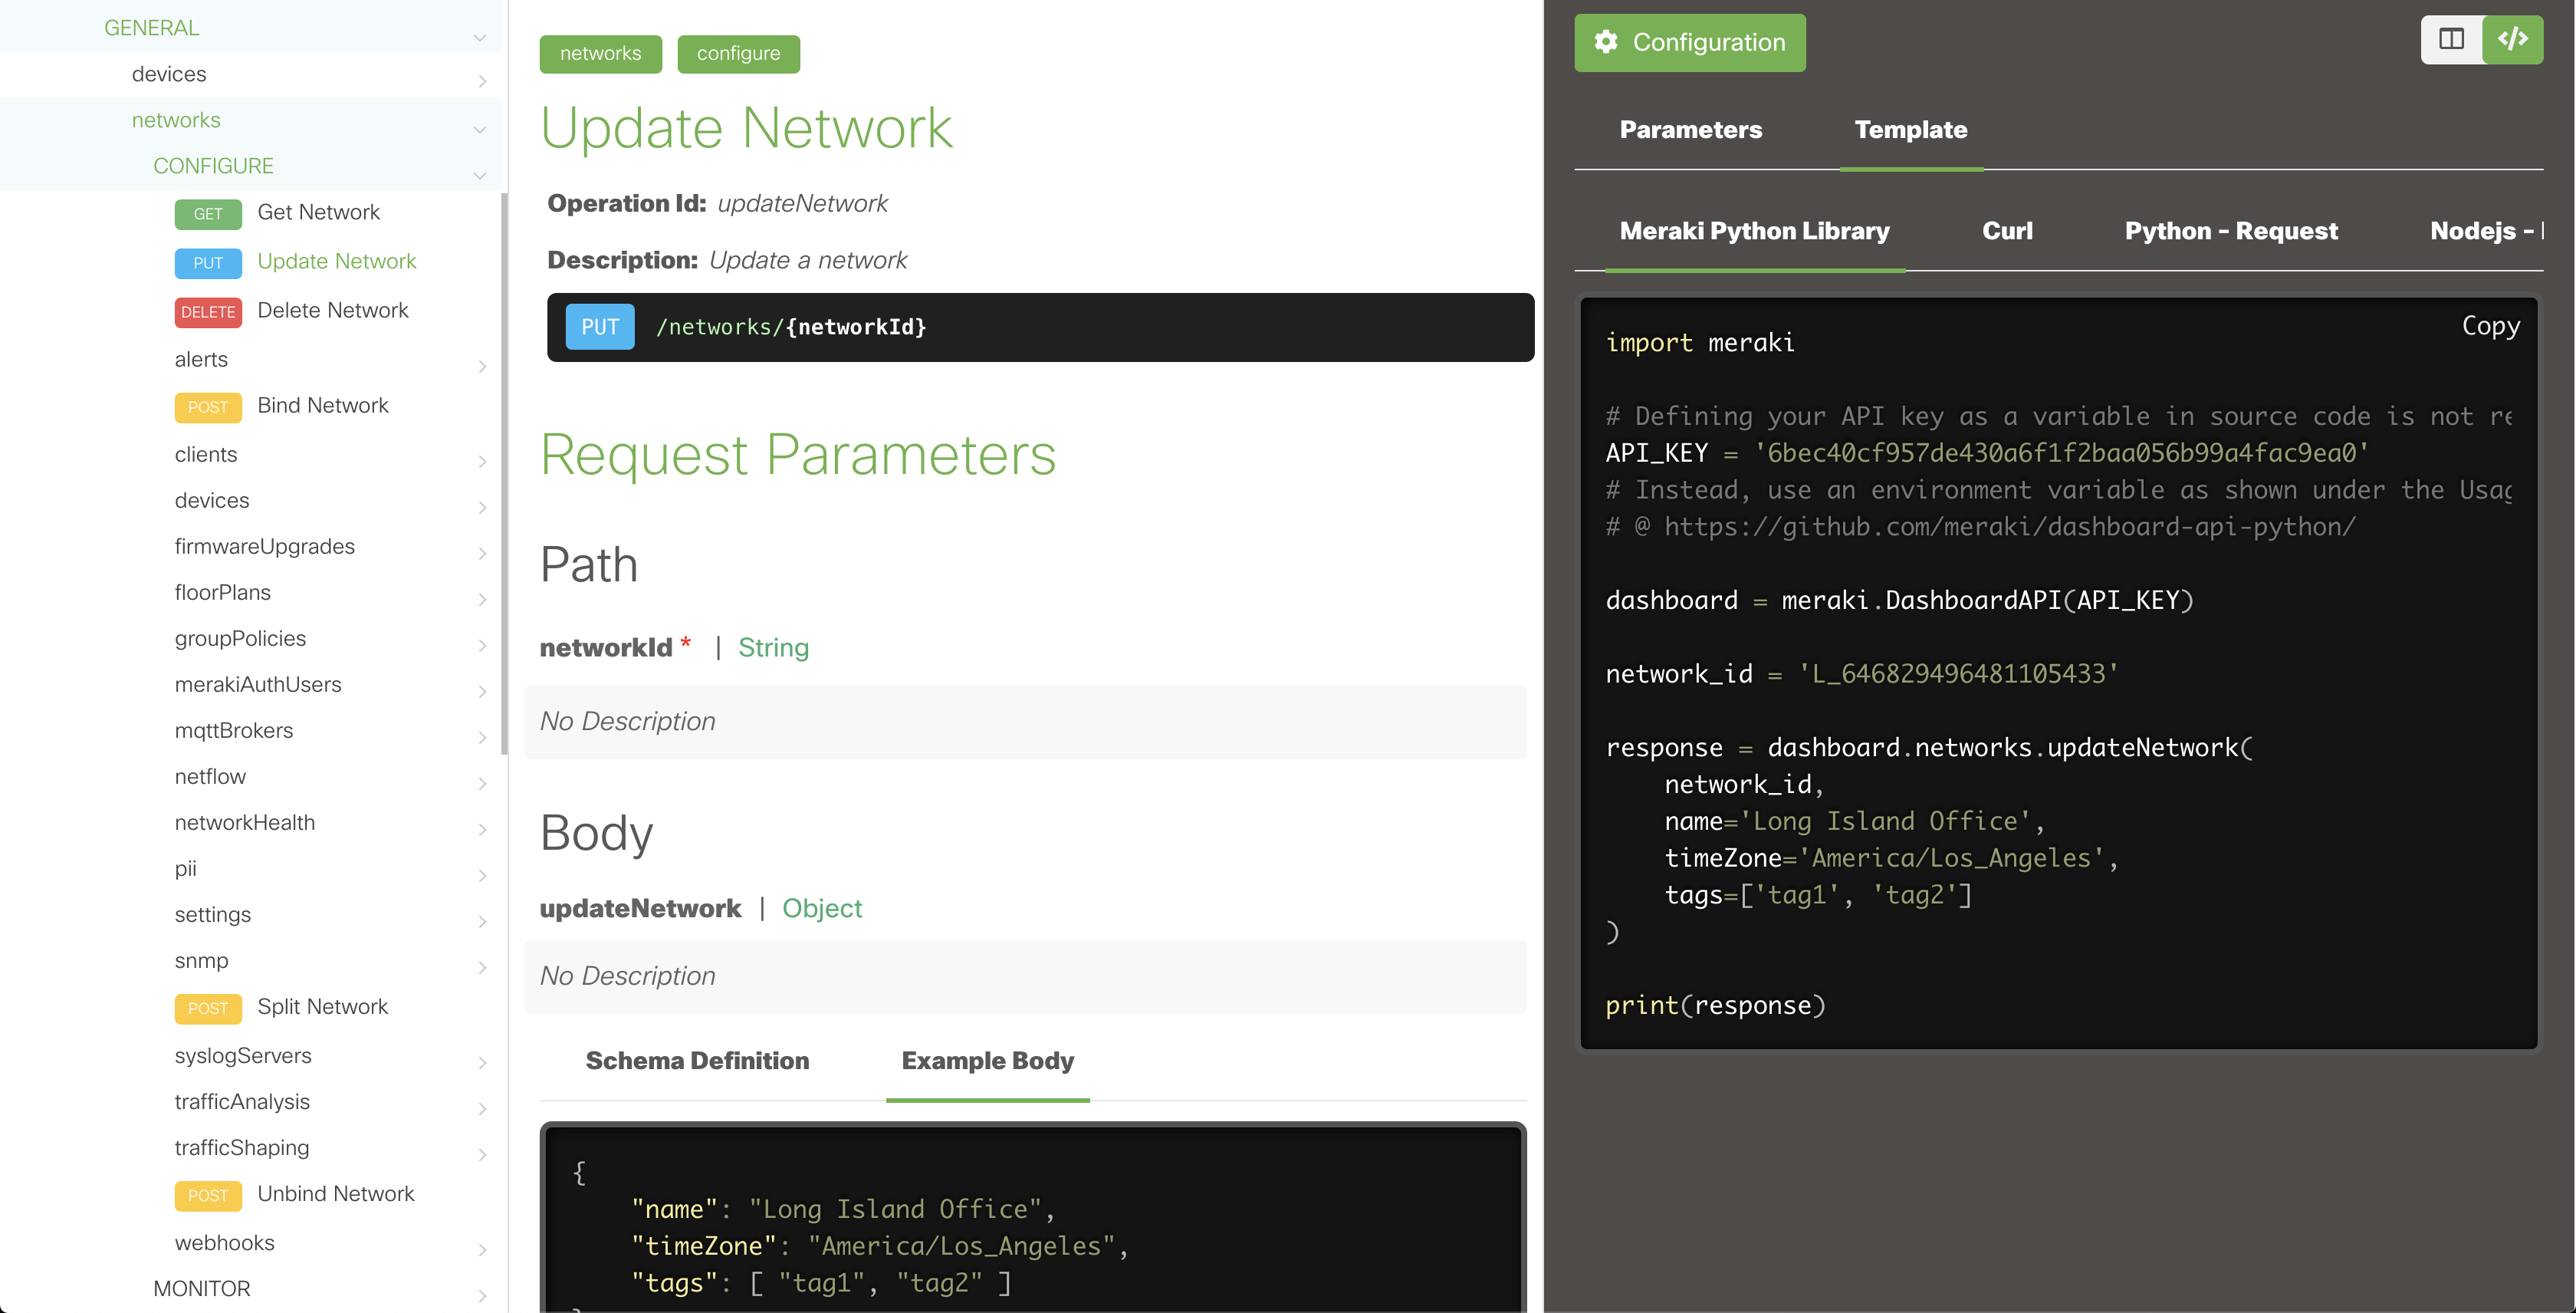 GENERAL
devices
networks
CONFIGURE
GET Get Network
PUT Update Network
DELETE Delete Network
alerts
POST Bind Network
clients
devices
firmwareUpgrades
floorPlans
groupPolicies
merakiAuthUsers
mqttBrokers
netflow
networkHealth
pii
settings
snmp
POST Split Network
syslogServers
trafficAnalysis
trafficShaping
POST Unbind Network
webhooks
MONITOR
networks configure
Update Network
Operation Id: updateNetwork
Description: Update a network
PUT /networks/{networkId}
Request Parameters
Path
networkId * | String
No Description
Body
updateNetwork | Object
No Description
Schema Definition Example Body
{
"name": "Long Island Office",
"timeZone": "America/Los_Angeles",
"tags": [ "tag1", "tag2" ]
Configuration </>
Parameters Template
Meraki Python Library Curl Python - Request Nodejs -
Copy
import meraki
# Defining your API key as a variable in source code is not
API_KEY = '6bec40cf957de430a6f1f2baa056b99a4fac9ea0'
# Instead, use an environment variable as shown under the
# @ https://github.com/meraki/dashboard-api-python/
dashboard = meraki.DashboardAPI(API_KEY)
network_id = 'L_646829496481105433'
response = dashboard.networks.updateNetwork(
network_id,
name='Long Island Office',
timeZone='America/Los_Angeles',
tags=['tag1', 'tag2']
)
print(response)